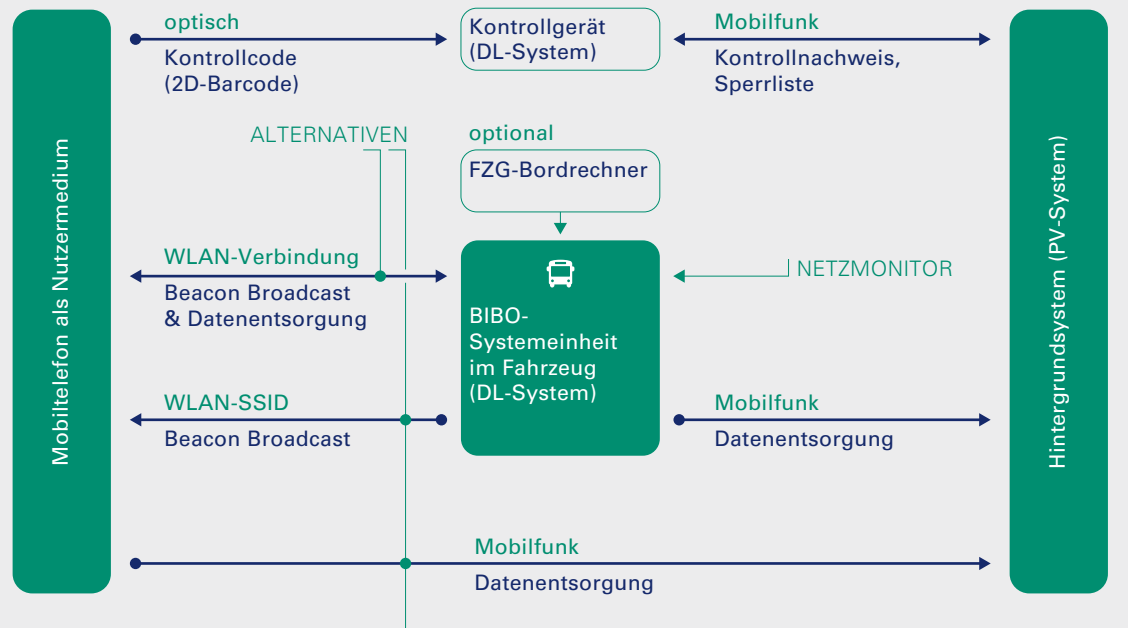 Mobiltelefon als Nutzermedium
optisch
Kontrollcode
(2D-Barcode)
Kontrollgerät
(DL-System)
Mobilfunk
Kontrollnachweis,
Sperrliste
ALTERNATIVEN
optional
FZG-Bordrechner
WLAN-Verbindung
Beacon Broadcast
& Datenentsorgung
BIBO-
Systemeinheit
im Fahrzeug
(DL-System)
NETZMONITOR
WLAN-SSID
Beacon Broadcast
Mobilfunk
Datenentsorgung
Mobilfunk
Datenentsorgung
Hintergrundsystem (PV-System)